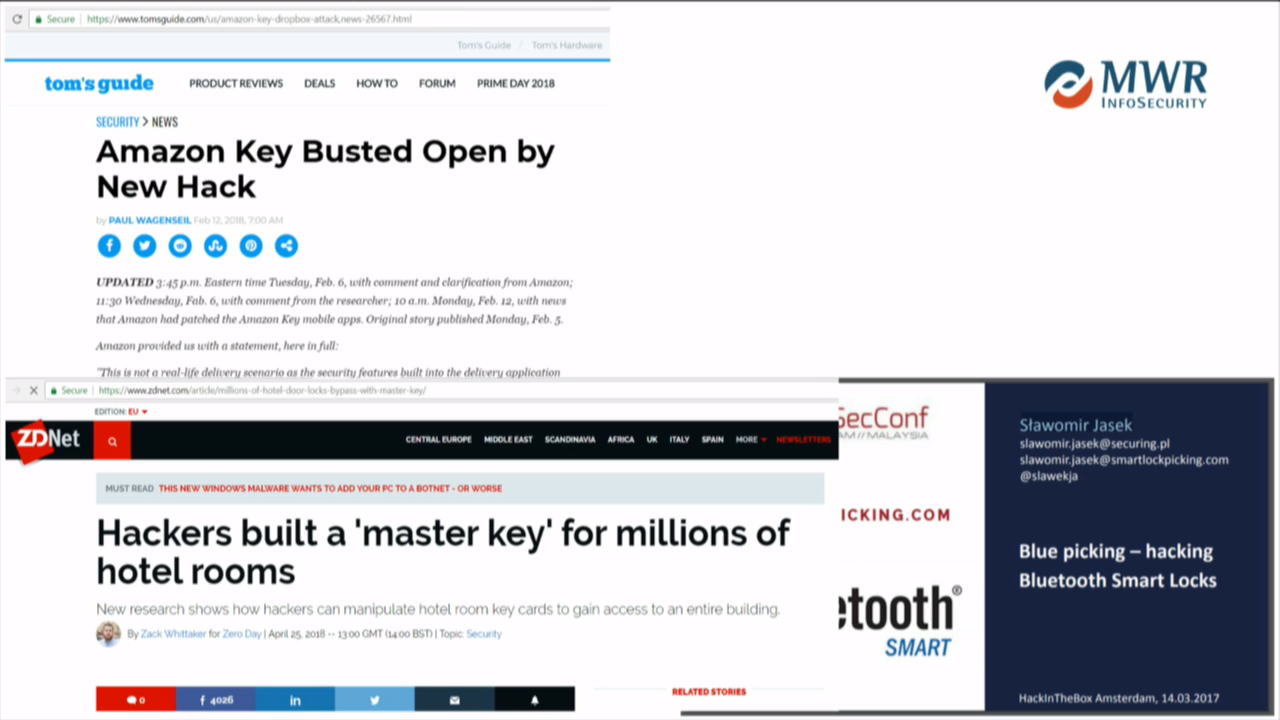 Secure | https://www.tomsguide.com/us/amazon-key-dropbox-attack,news-26567.html
Tom's Guide / Tom's Hardware
tom's guide PRODUCT REVIEWS DEALS HOW TO FORUM PRIME DAY 2018
MWR
INFOSECURITY
SECURITY > NEWS
Amazon Key Busted Open by
New Hack
by PAUL WAGENSEIL Feb 12, 2018, 7:00 AM
UPDATED 3:45 p.m. Eastern time Tuesday, Feb. 6, with comment and clarification from Amazon;
11:30 Wednesday, Fab. 6, with comment from the researcher; 10 a.m. Monday, Feb. 12, with news
that Amazon had patched the Amazon Key mobile apps. Original story published Monday, Feb. 5.
Amazon provided us with a statement, here in full:
"This is not a real-life delivery scenario as the security features built into the delivery application
Secure | https://www.zdnet.com/article/millions-of-hotel-door-locks-bypass-with-master-key/
EDITION: EU
ZDNet CENTRAL EUROPE MIDDLE EAST SCANDINAVIA AFRICA UK ITALY SPAIN MORE NEWSLETTERS
MUST READ THIS NEW WINDOWS MALWARE WANTS TO ADD YOUR PC TO A BOTNET - OR WORSE
Hackers built a 'master key' for millions of
hotel rooms
New research shows how hackers can manipulate hotel room key cards to gain access to an entire building.
By Zack Whittaker for Zero Day | April 25, 2018 -- 13:00 GMT (14:00 BST) | Topic: Security
0 f 4026 in
RELATED STORIES
SecConf
AM // MALAYSIA
ICKING.COM
etooth®
SMART
Sławomir Jasek
slawomir.jasek@securing.pl
slawomir.jasek@smartlockpicking.com
@slawekja
Blue picking – hacking
Bluetooth Smart Locks
HackInTheBox Amsterdam, 14.03.2017